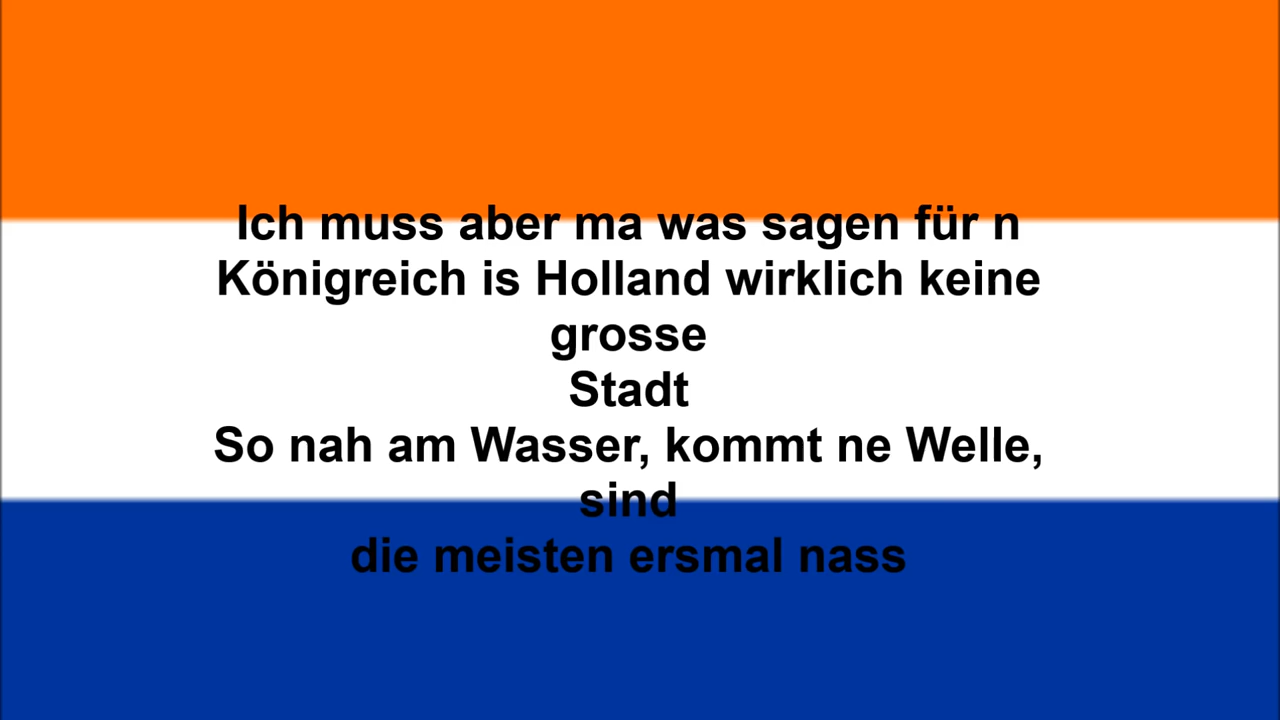 Ich muss aber ma was sagen für n
Königreich is Holland wirklich keine
grosse
Stadt
So nah am Wasser, kommt ne Welle,
sind
die meisten ersmal nass